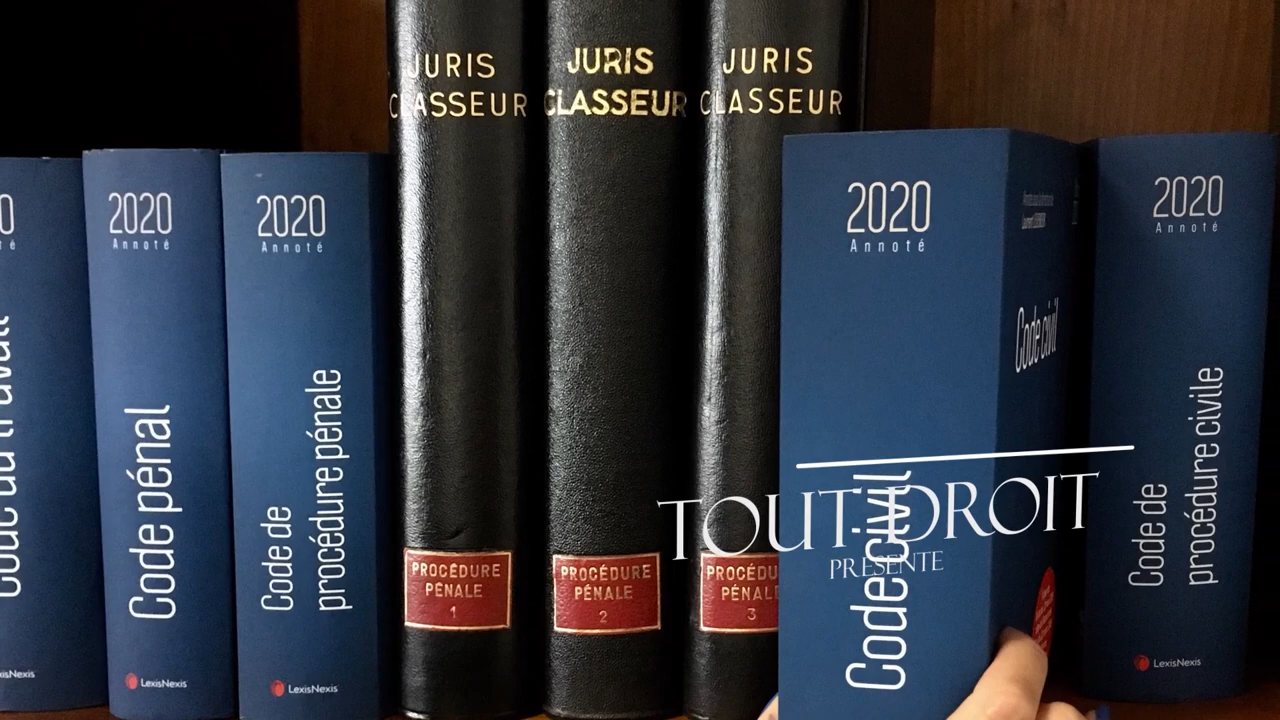 2020
Annoté
Code pénal
LexisNexis
2020
Annoté
Code de
procédure pénale
LexisNexis
JURIS
CLASSEUR
PROCÉDURE
PÉNALE
1
JURIS
CLASSEUR
PROCÉDURE
PÉNALE
2
JURIS
CLASSEUR
PROCÉDU
PÉNALE
3
2020
Annoté
Code civil
Code civil
TOUT DROIT
PRÉSENTE
2020
Annoté
Code de
procédure civile
LexisNexis
LexisNexis